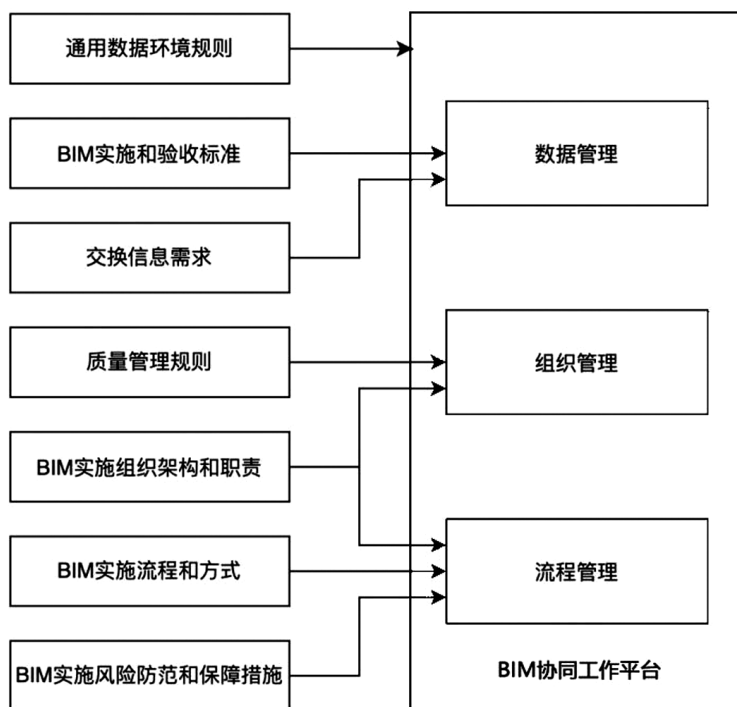 通用数据环境规则
BIM实施和验收标准
数据管理
交换信息需求
质量管理规则
组织管理
BIM实施组织架构和职责
BIM实施流程和方式
流程管理
BIM实施风险防范和保障措施
BIM协同工作平台